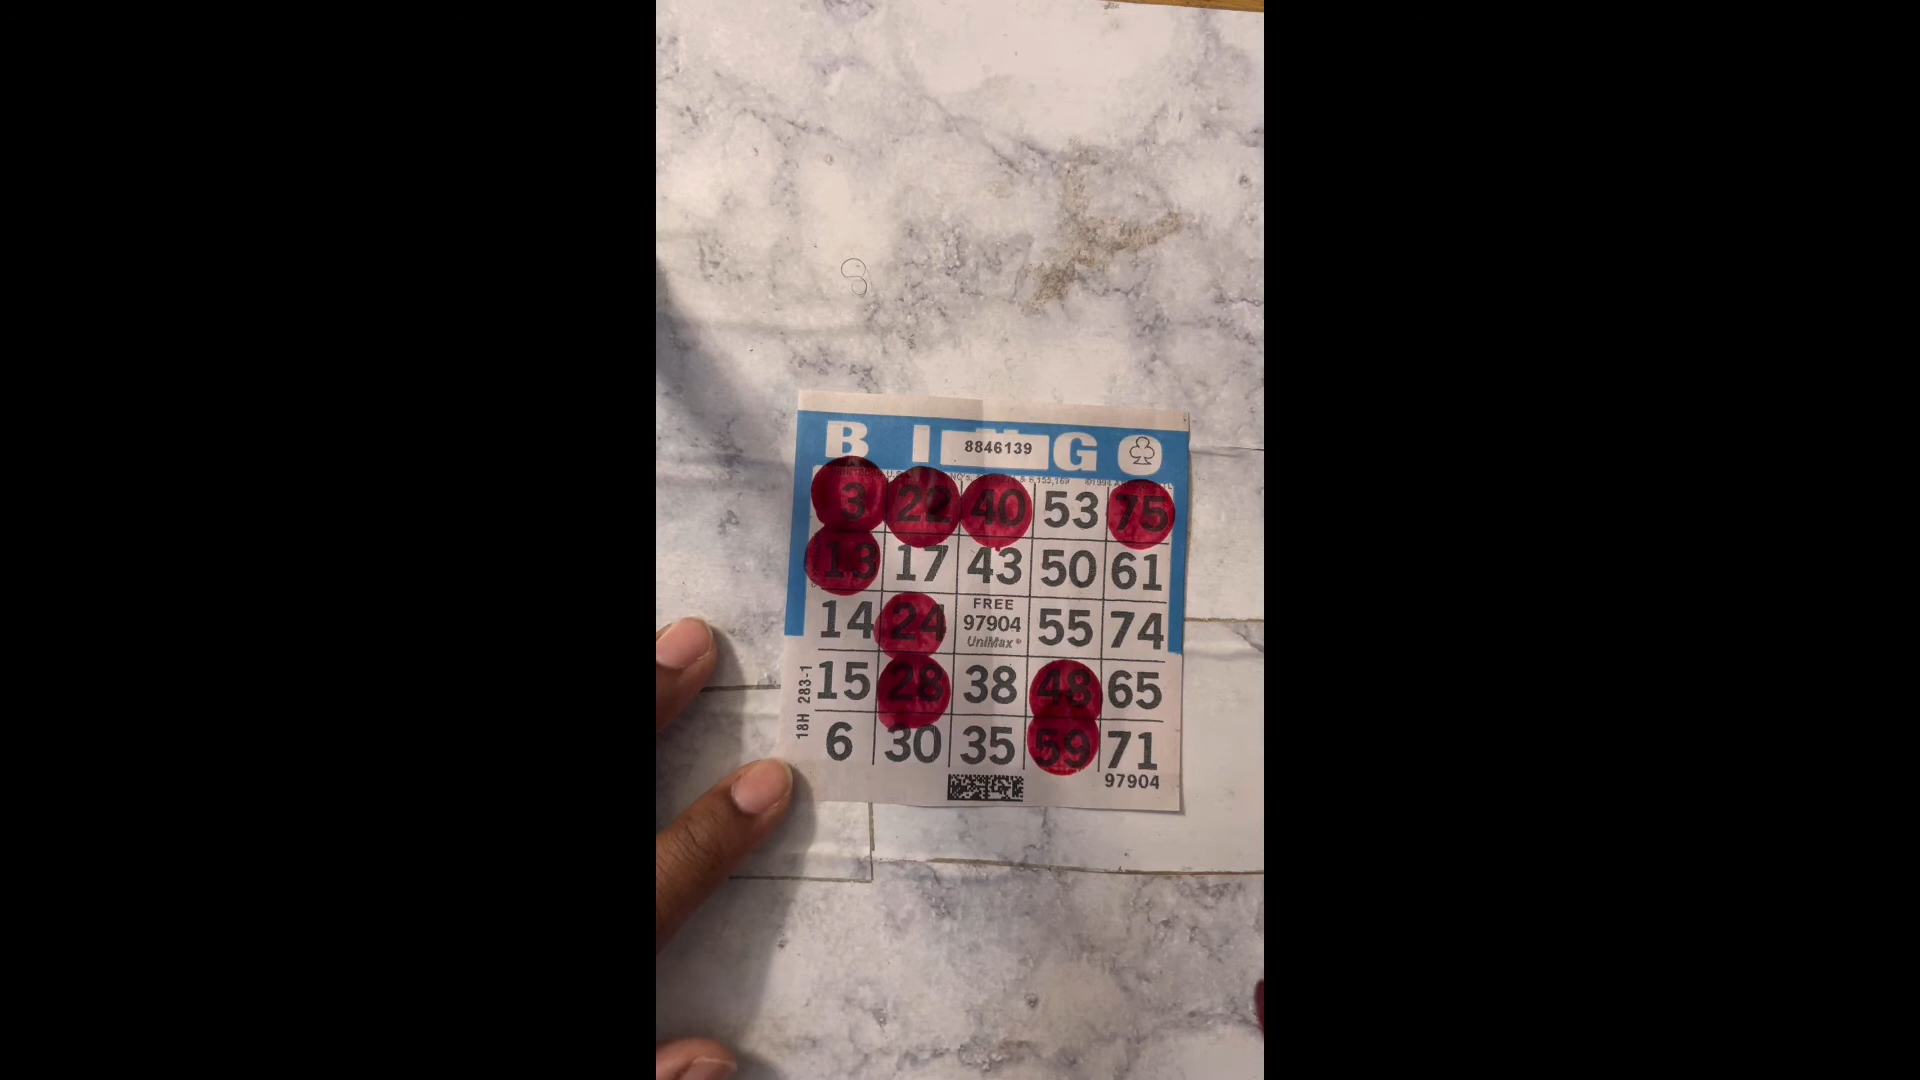 B I N G O
8846139
3 22 40 53 75
13 17 43 50 61
14 24 FREE 97904 UniMax® 55 74
15 28 38 48 65
6 30 35 59 71
18H 283-1
97904